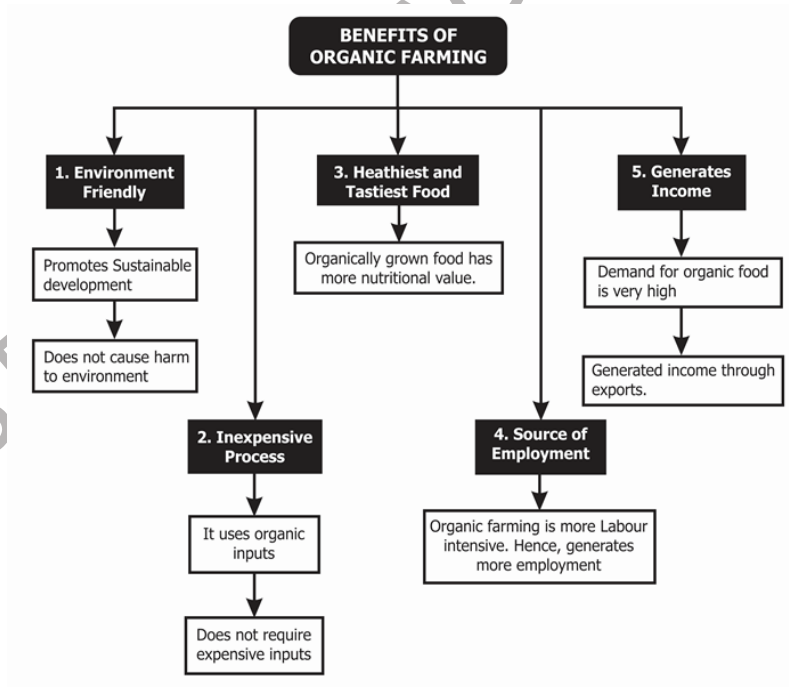 BENEFITS OF
ORGANIC FARMING
1. Environment
Friendly
Promotes Sustainable
development
Does not cause harm
to environment
2. Inexpensive
Process
It uses organic
inputs
Does not require
expensive inputs
3. Heathiest and
Tastiest Food
Organically grown food has
more nutritional value.
4. Source of
Employment
Organic farming is more Labour
intensive. Hence, generates
more employment
5. Generates
Income
Demand for organic food
is very high
Generated income through
exports.